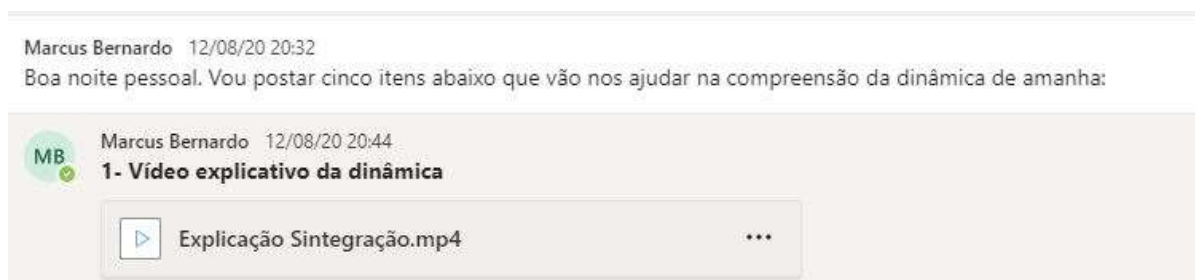 Marcus Bernardo 12/08/20 20:32
Boa noite pessoal. Vou postar cinco itens abaixo que vão nos ajudar na compreensão da dinâmica de amanha:
MB
Marcus Bernardo 12/08/20 20:44
1- Vídeo explicativo da dinâmica
Explicação Sintegração.mp4